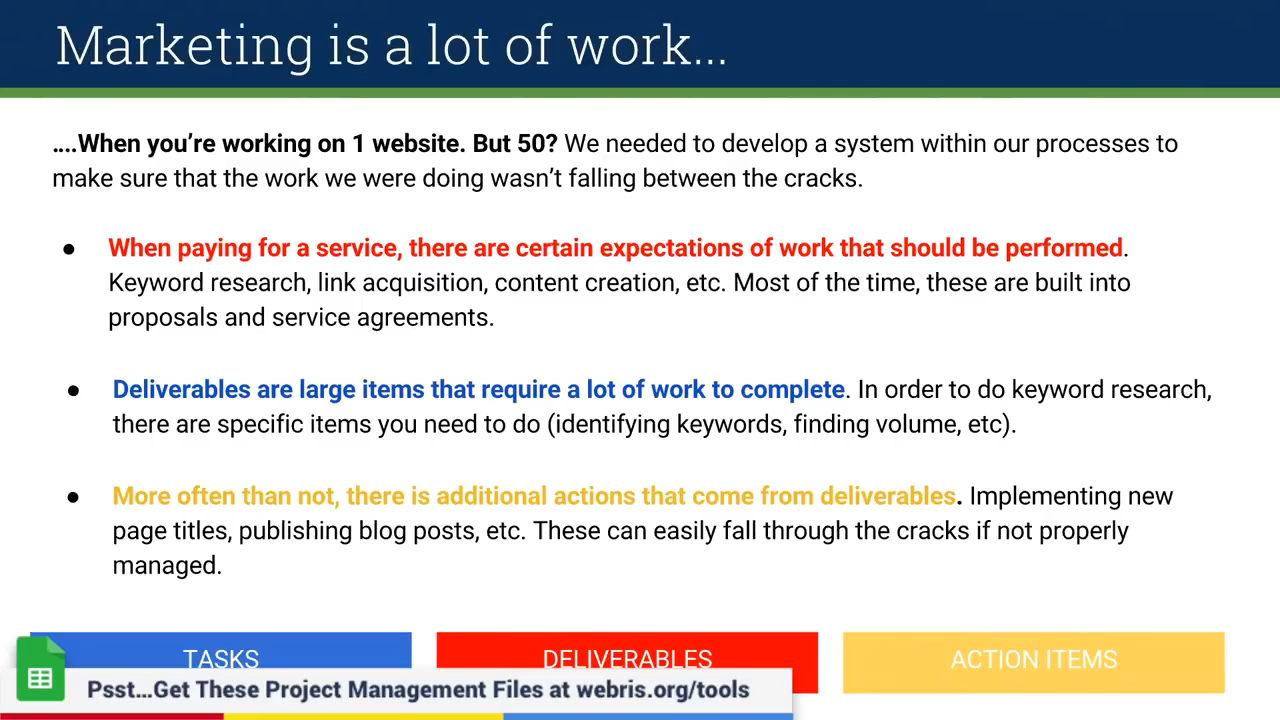 Marketing is a lot of work...
....When you're working on 1 website. But 50? We needed to develop a system within our processes to
make sure that the work we were doing wasn't falling between the cracks.
● When paying for a service, there are certain expectations of work that should be performed.
Keyword research, link acquisition, content creation, etc. Most of the time, these are built into
proposals and service agreements.
● Deliverables are large items that require a lot of work to complete. In order to do keyword research,
there are specific items you need to do (identifying keywords, finding volume, etc).
● More often than not, there is additional actions that come from deliverables. Implementing new
page titles, publishing blog posts, etc. These can easily fall through the cracks if not properly
managed.
TASKS
DELIVERABLES
ACTION ITEMS
Psst...Get These Project Management Files at webris.org/tools